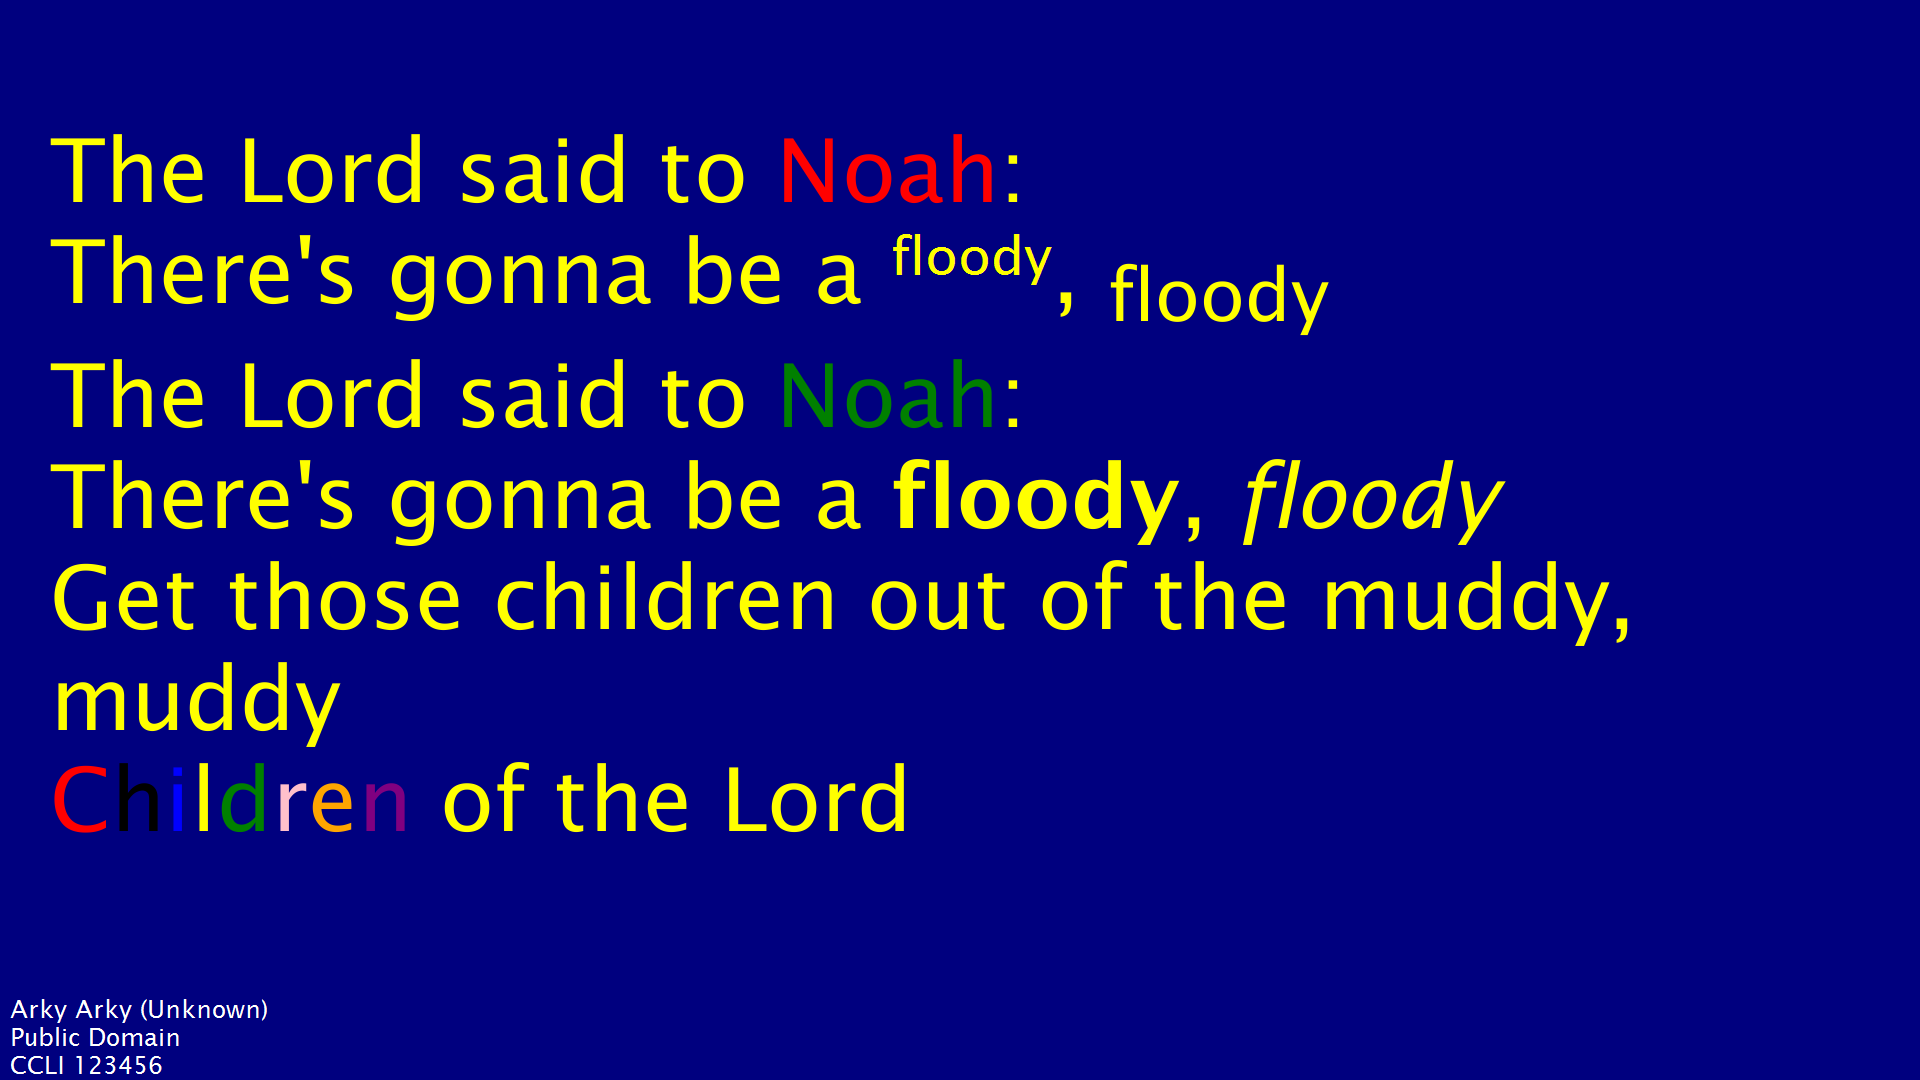 The Lord said to Noah:
There's gonna be a floody, floody
The Lord said to Noah:
There's gonna be a floody, floody
Get those children out of the muddy,
muddy
Children of the Lord
Arky Arky (Unknown)
Public Domain
CCLI 123456